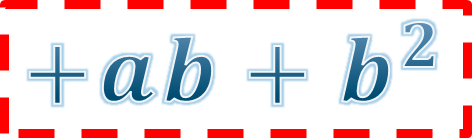 +ab + b²